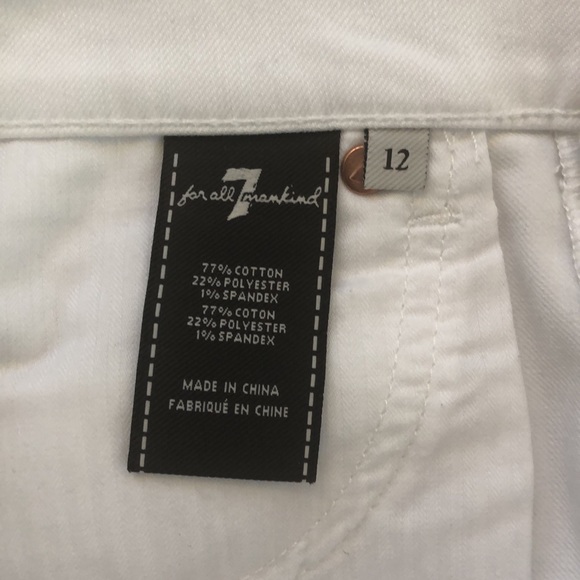 7
for all mankind
12
77% COTTON
22% POLYESTER
1% SPANDEX
77% COTON
22% POLYESTER
1% SPANDEX
MADE IN CHINA
FABRIQUÉ EN CHINE